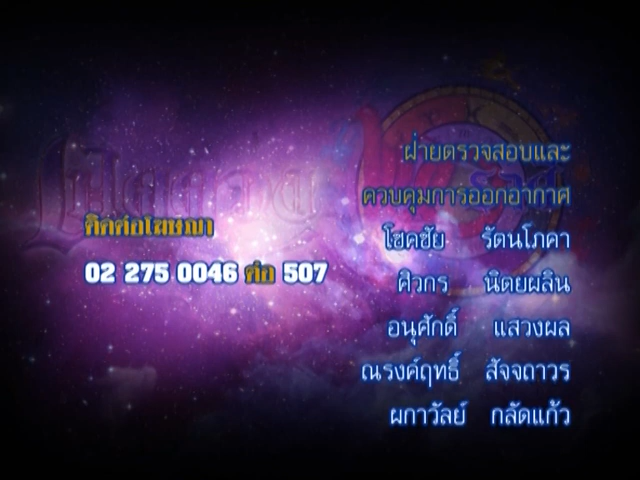 ติดต่อโฆษณา
02 275 0046 ต่อ 507
ฝ่ายตรวจสอบและ
ควบคุมการออกอากาศ
โชคชัย รัตนโภคา
ศิวกร นิตยผลิน
อนุศักดิ์ แสวงผล
ณรงค์ฤทธิ์ สัจจถาวร
ผกาวัลย์ กลัดแก้ว